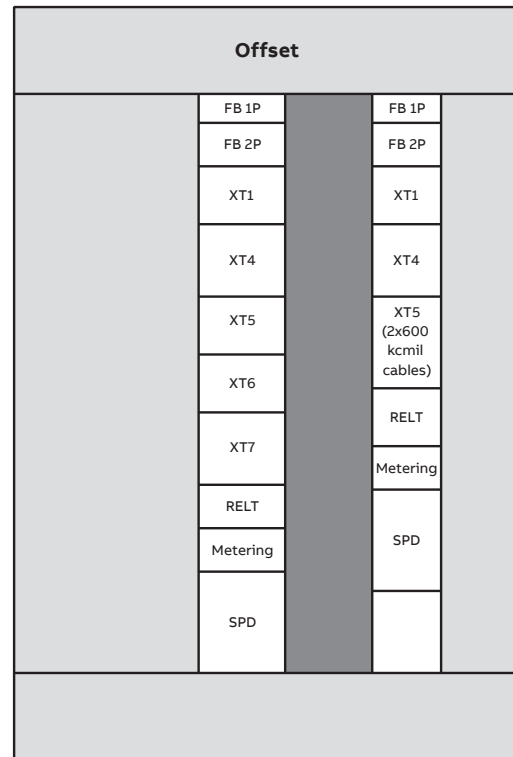 Offset
FB 1P
FB 2P
XT1
XT4
XT5
XT6
XT7
RELT
Metering
SPD
FB 1P
FB 2P
XT1
XT4
XT5
(2x600
kcmil
cables)
RELT
Metering
SPD